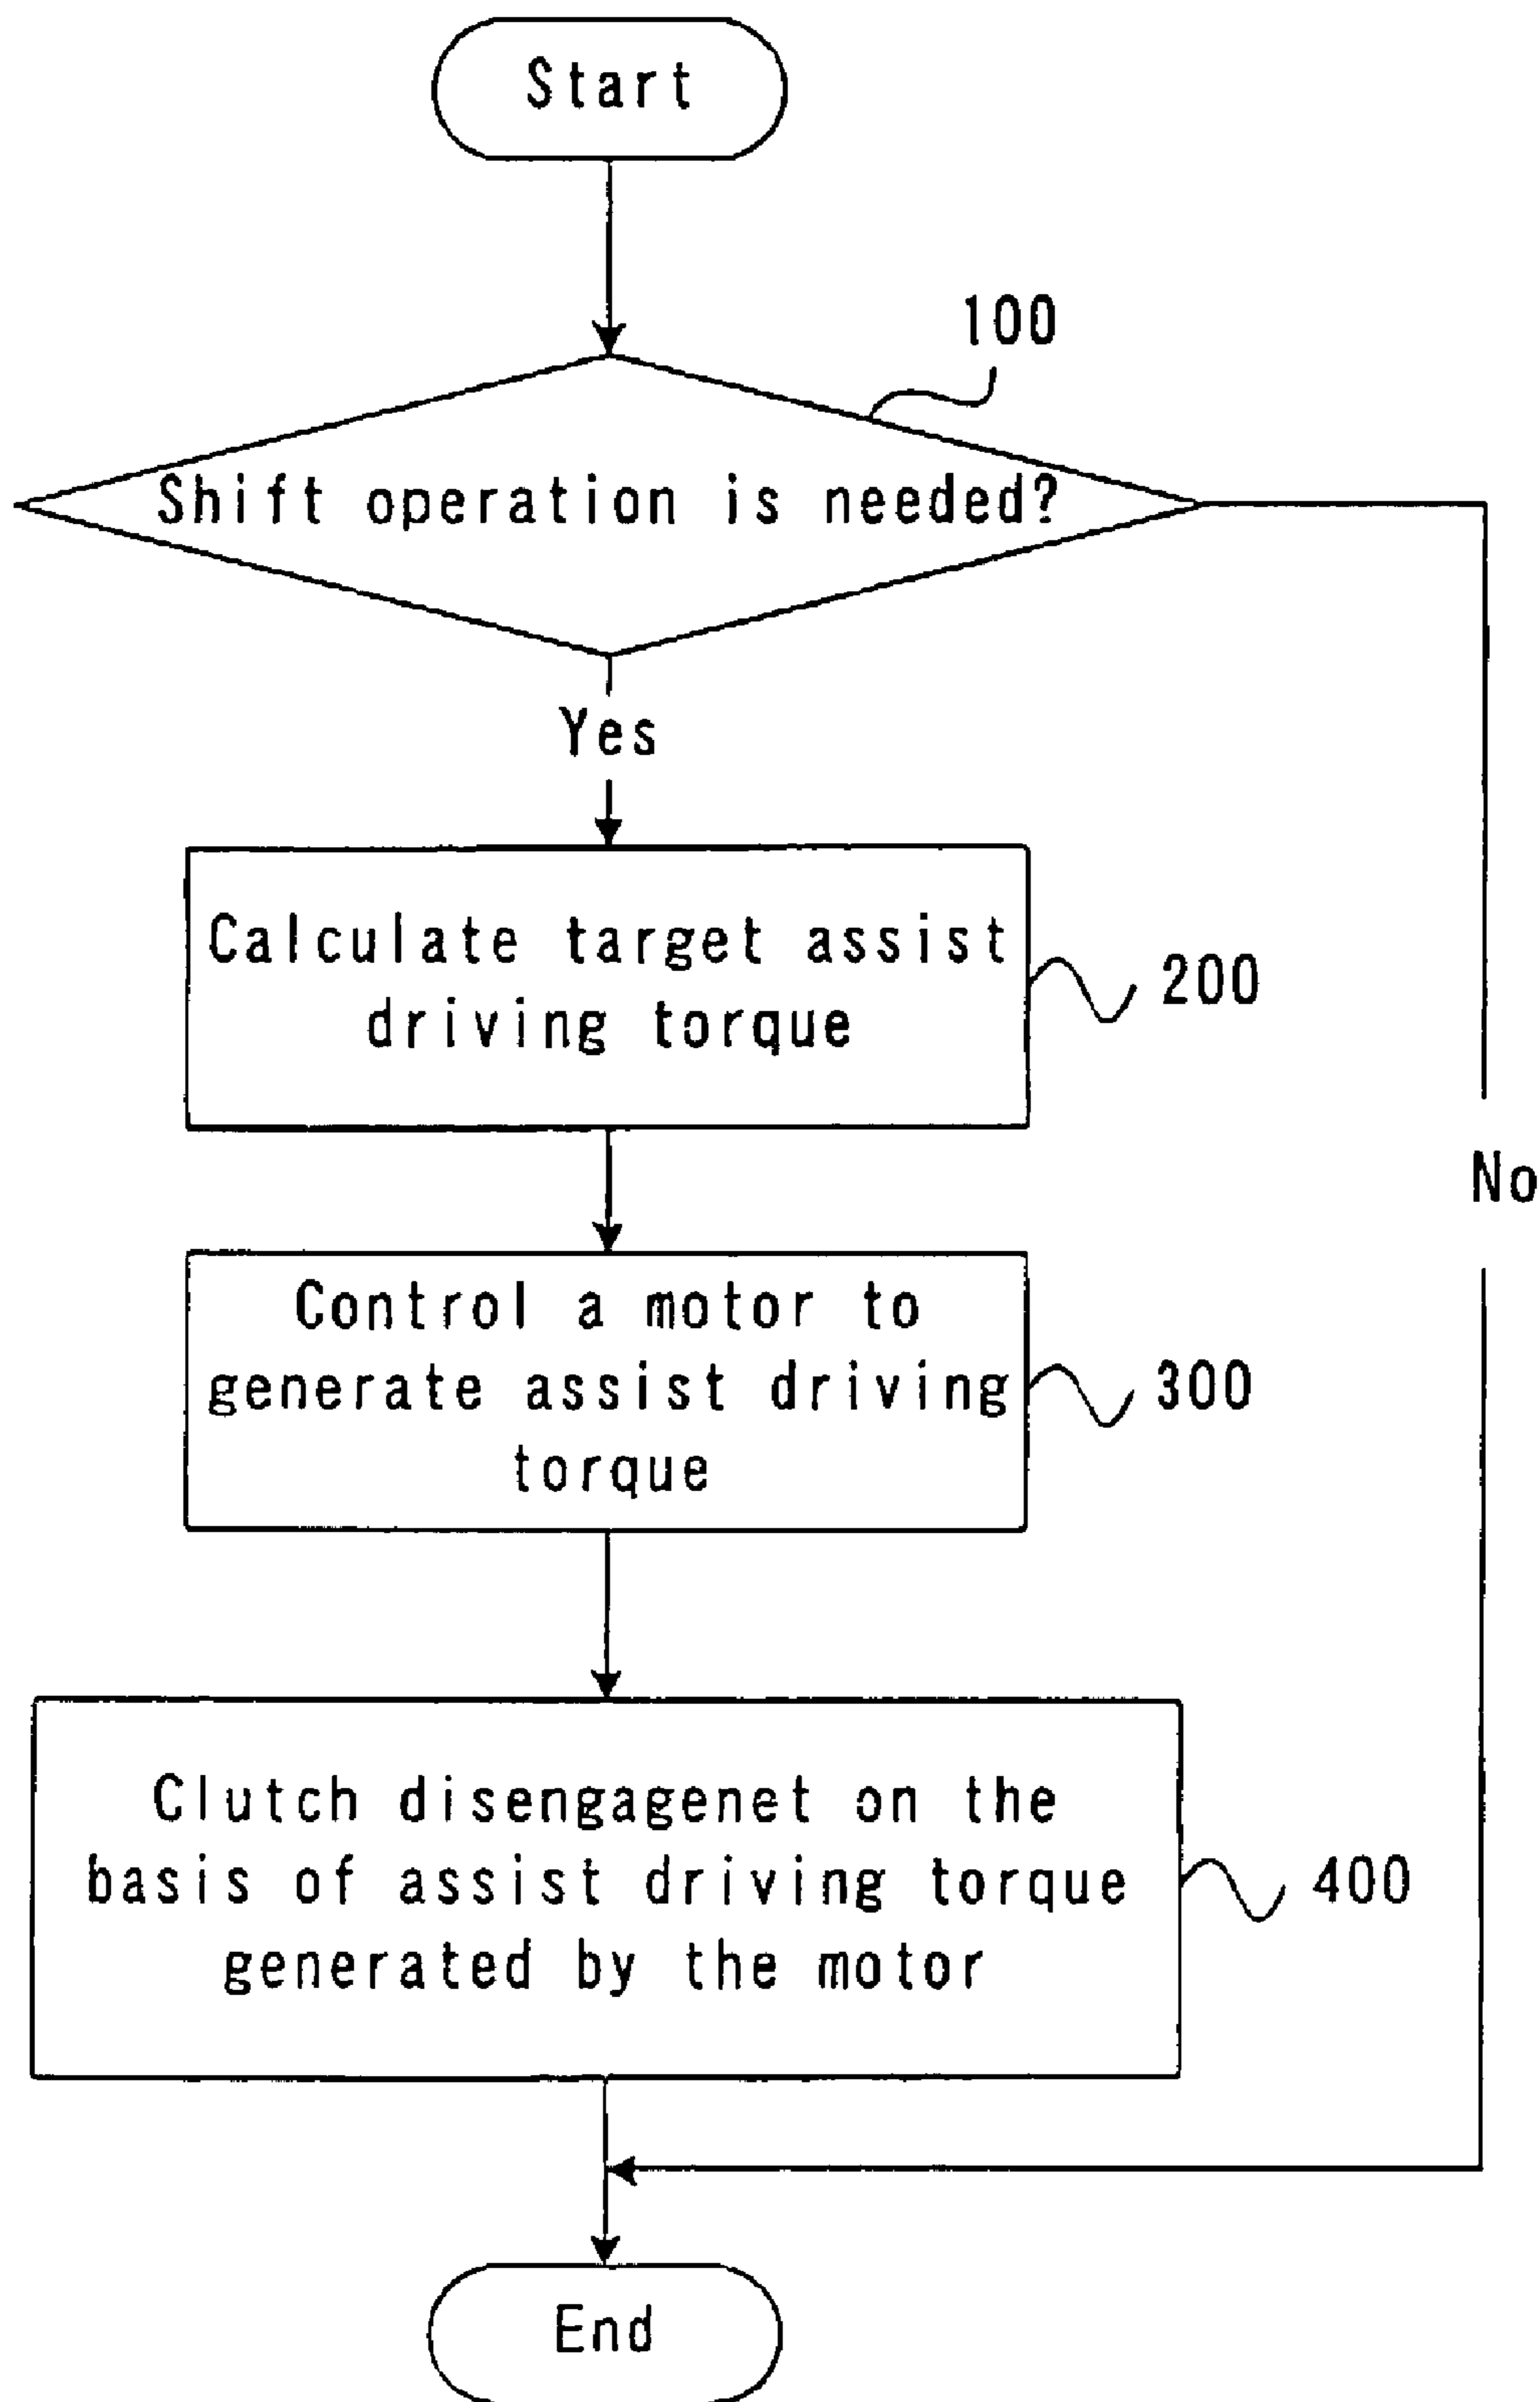 Start
100
Shift operation is needed?
Yes
Calculate target assist
driving torque
200
No
Control a motor to
generate assist driving
torque
300
Clutch disengagenet on the
basis of assist driving torque
generated by the motor
400
End